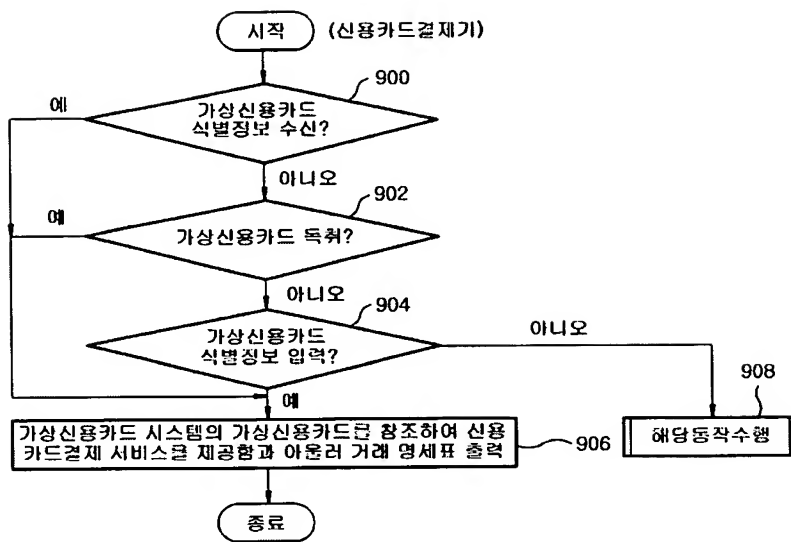 시작 (신용카드결제기)
900
예
가상신용카드
식별정보 수신?
아니오
902
예
가상신용카드 독취?
아니오
904
가상신용카드
식별정보 입력?
아니오
예
908
가상신용카드 시스템의 가상신용카드를 참조하여 신용
카드결제 서비스를 제공함과 아울러 거래 명세표 출력
906
해당동작수행
종료